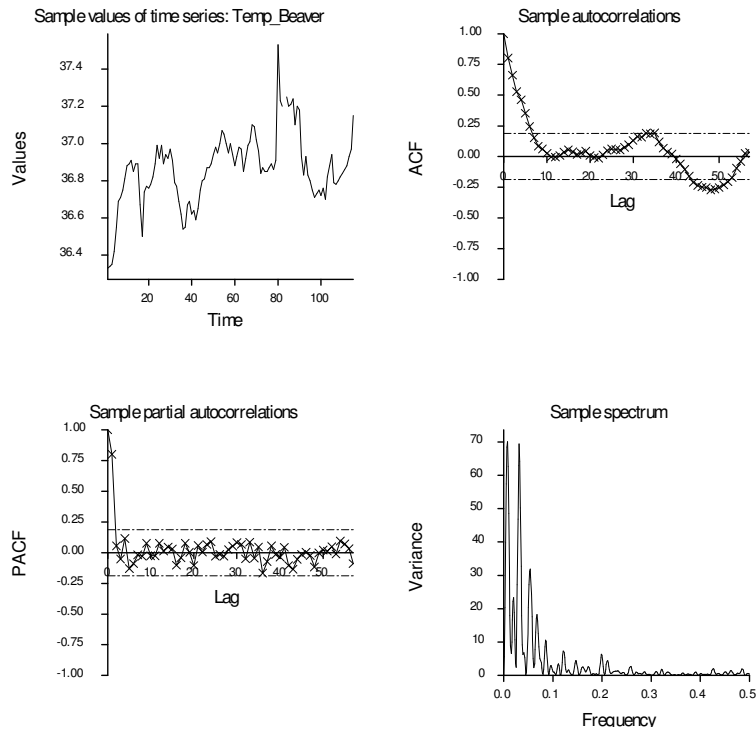 Sample values of time series: Temp_Beaver
Values
37.4
37.2
37.0
36.8
36.6
36.4
20 40 60 80 100
Time
Sample autocorrelations
ACF
1.00
0.75
0.50
0.25
0.00
-0.25
-0.50
-0.75
-1.00
0 10 20 30 40 50
Lag
Sample partial autocorrelations
PACF
1.00
0.75
0.50
0.25
0.00
-0.25
-0.50
-0.75
-1.00
0 10 20 30 40 50
Lag
Sample spectrum
Variance
70
60
50
40
30
20
10
0
0.0 0.1 0.2 0.3 0.4 0.5
Frequency